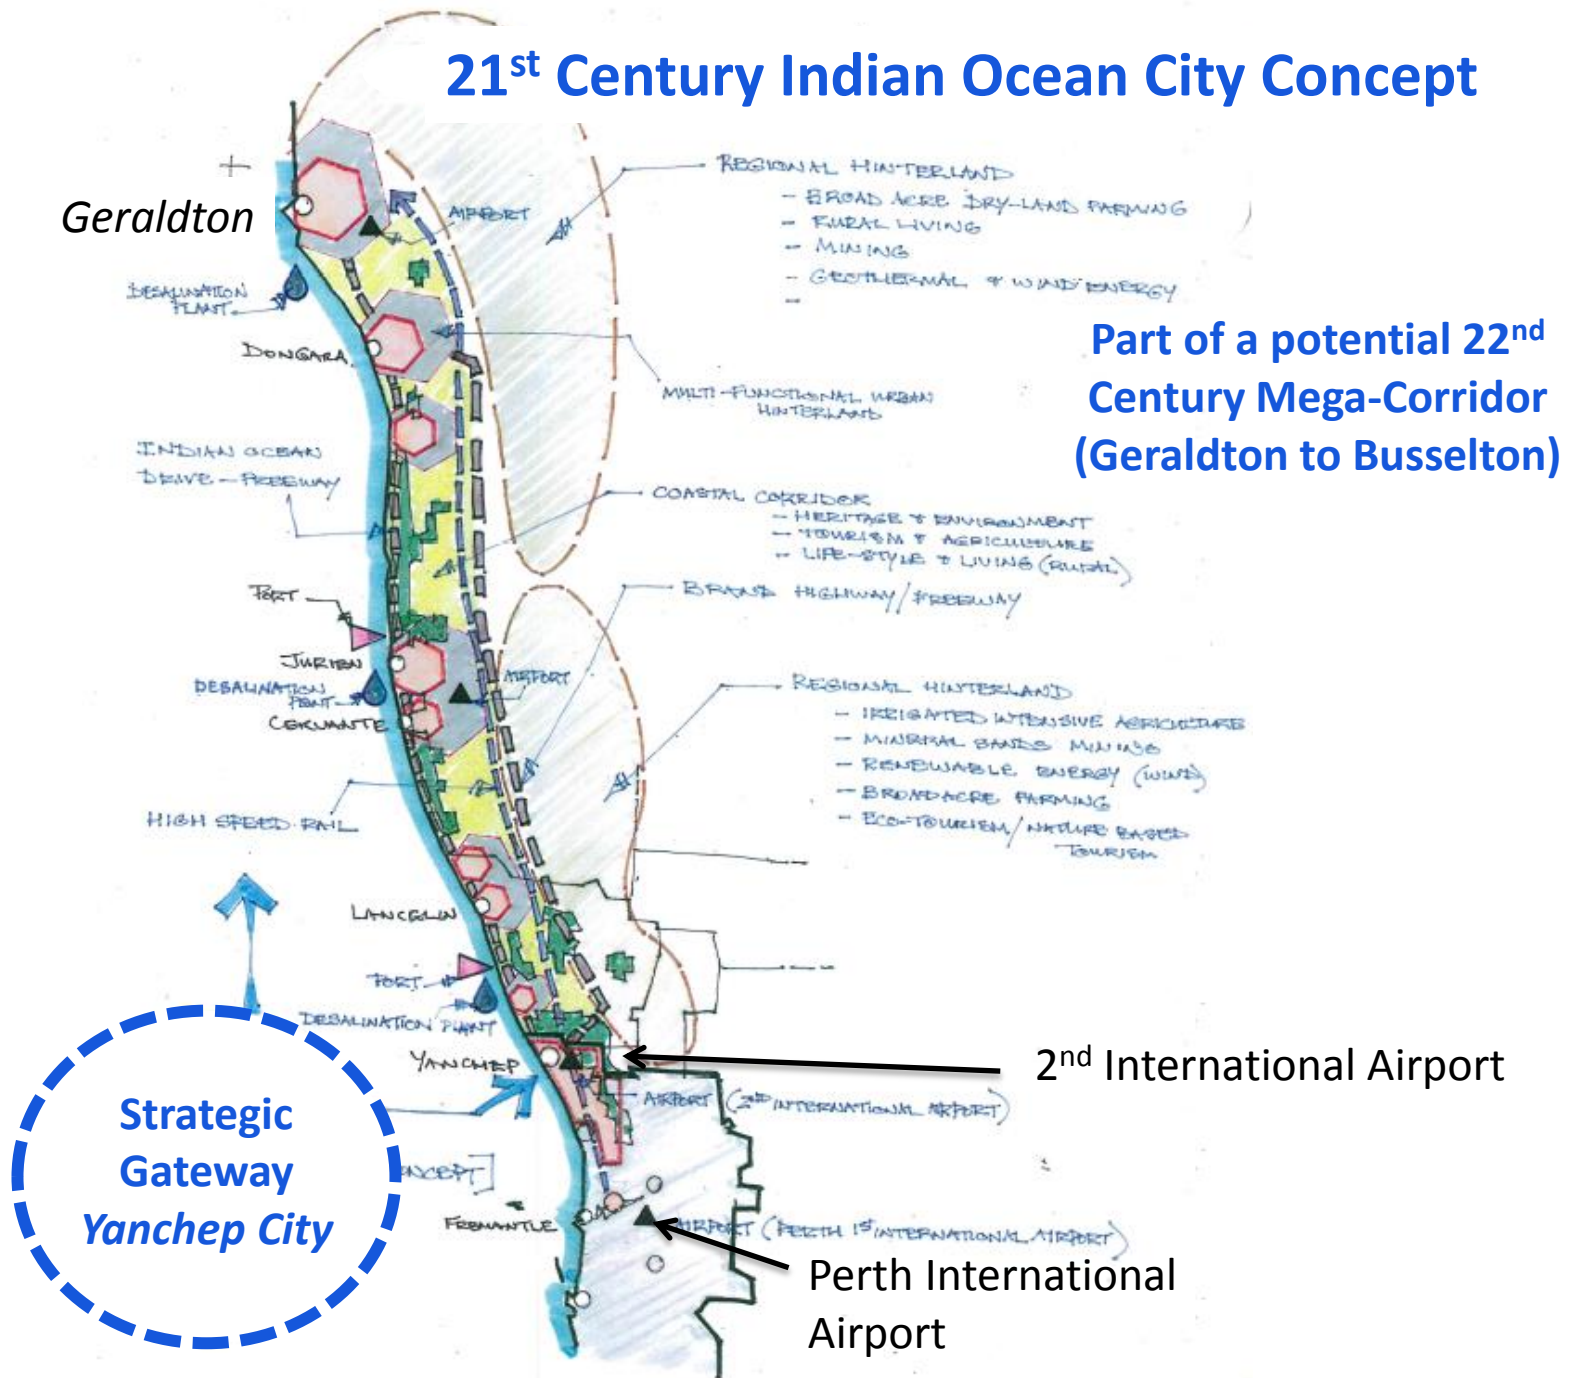 21st Century Indian Ocean City Concept
REGIONAL HINTERLAND
- BROAD ACRE DRY-LAND FARMING
- RURAL LIVING
- MINING
- GEOTHERMAL & WIND ENERGY
-
Geraldton
AIRPORT
DESALINATION
PLANT
DONGARA
Part of a potential 22nd
Century Mega-Corridor
(Geraldton to Busselton)
MULTI-FUNCTIONAL URBAN
HINTERLAND
INDIAN OCEAN
DRIVE - FREEWAY
COASTAL CORRIDOR
- HERITAGE & ENVIRONMENT
- TOURISM & AGRICULTURE
- LIFE-STYLE & LIVING (RURAL)
BRAND HIGHWAY/FREEWAY
PORT
JURIEN
AIRPORT
DESALINATION
CERVANTE
REGIONAL HINTERLAND
- IRRIGATED INTENSIVE AGRICULTURE
- MINERAL SANDS MINING
- RENEWABLE ENERGY (WIND)
- BROADACRE FARMING
- ECO-TOURISM/NATURE BASED
TOURISM
HIGH SPEED RAIL
LANCELIN
PORT
DESALINATION PLANT
YANCHEP
2nd International Airport
AIRPORT (2ND INTERNATIONAL AIRPORT)
Strategic
Gateway
Yanchep City
ONCEPT]
FREMANTLE
AIRPORT (PERTH 1ST INTERNATIONAL AIRPORT)
Perth International
Airport